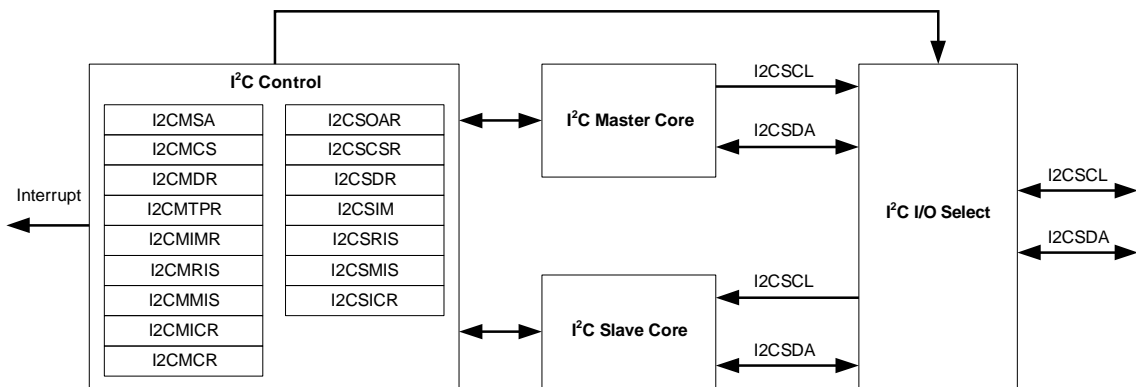 I²C Control
I2CMSA
I2CMCS
I2CMDR
I2CMTPR
I2CMIMR
I2CMRIS
I2CMMIS
I2CMICR
I2CMCR
I2CSOAR
I2CSCSR
I2CSDR
I2CSIM
I2CSRIS
I2CSMIS
I2CSICR
Interrupt
I²C Master Core
I2CSCL
I2CSDA
I²C Slave Core
I2CSCL
I2CSDA
I²C I/O Select
I2CSCL
I2CSDA